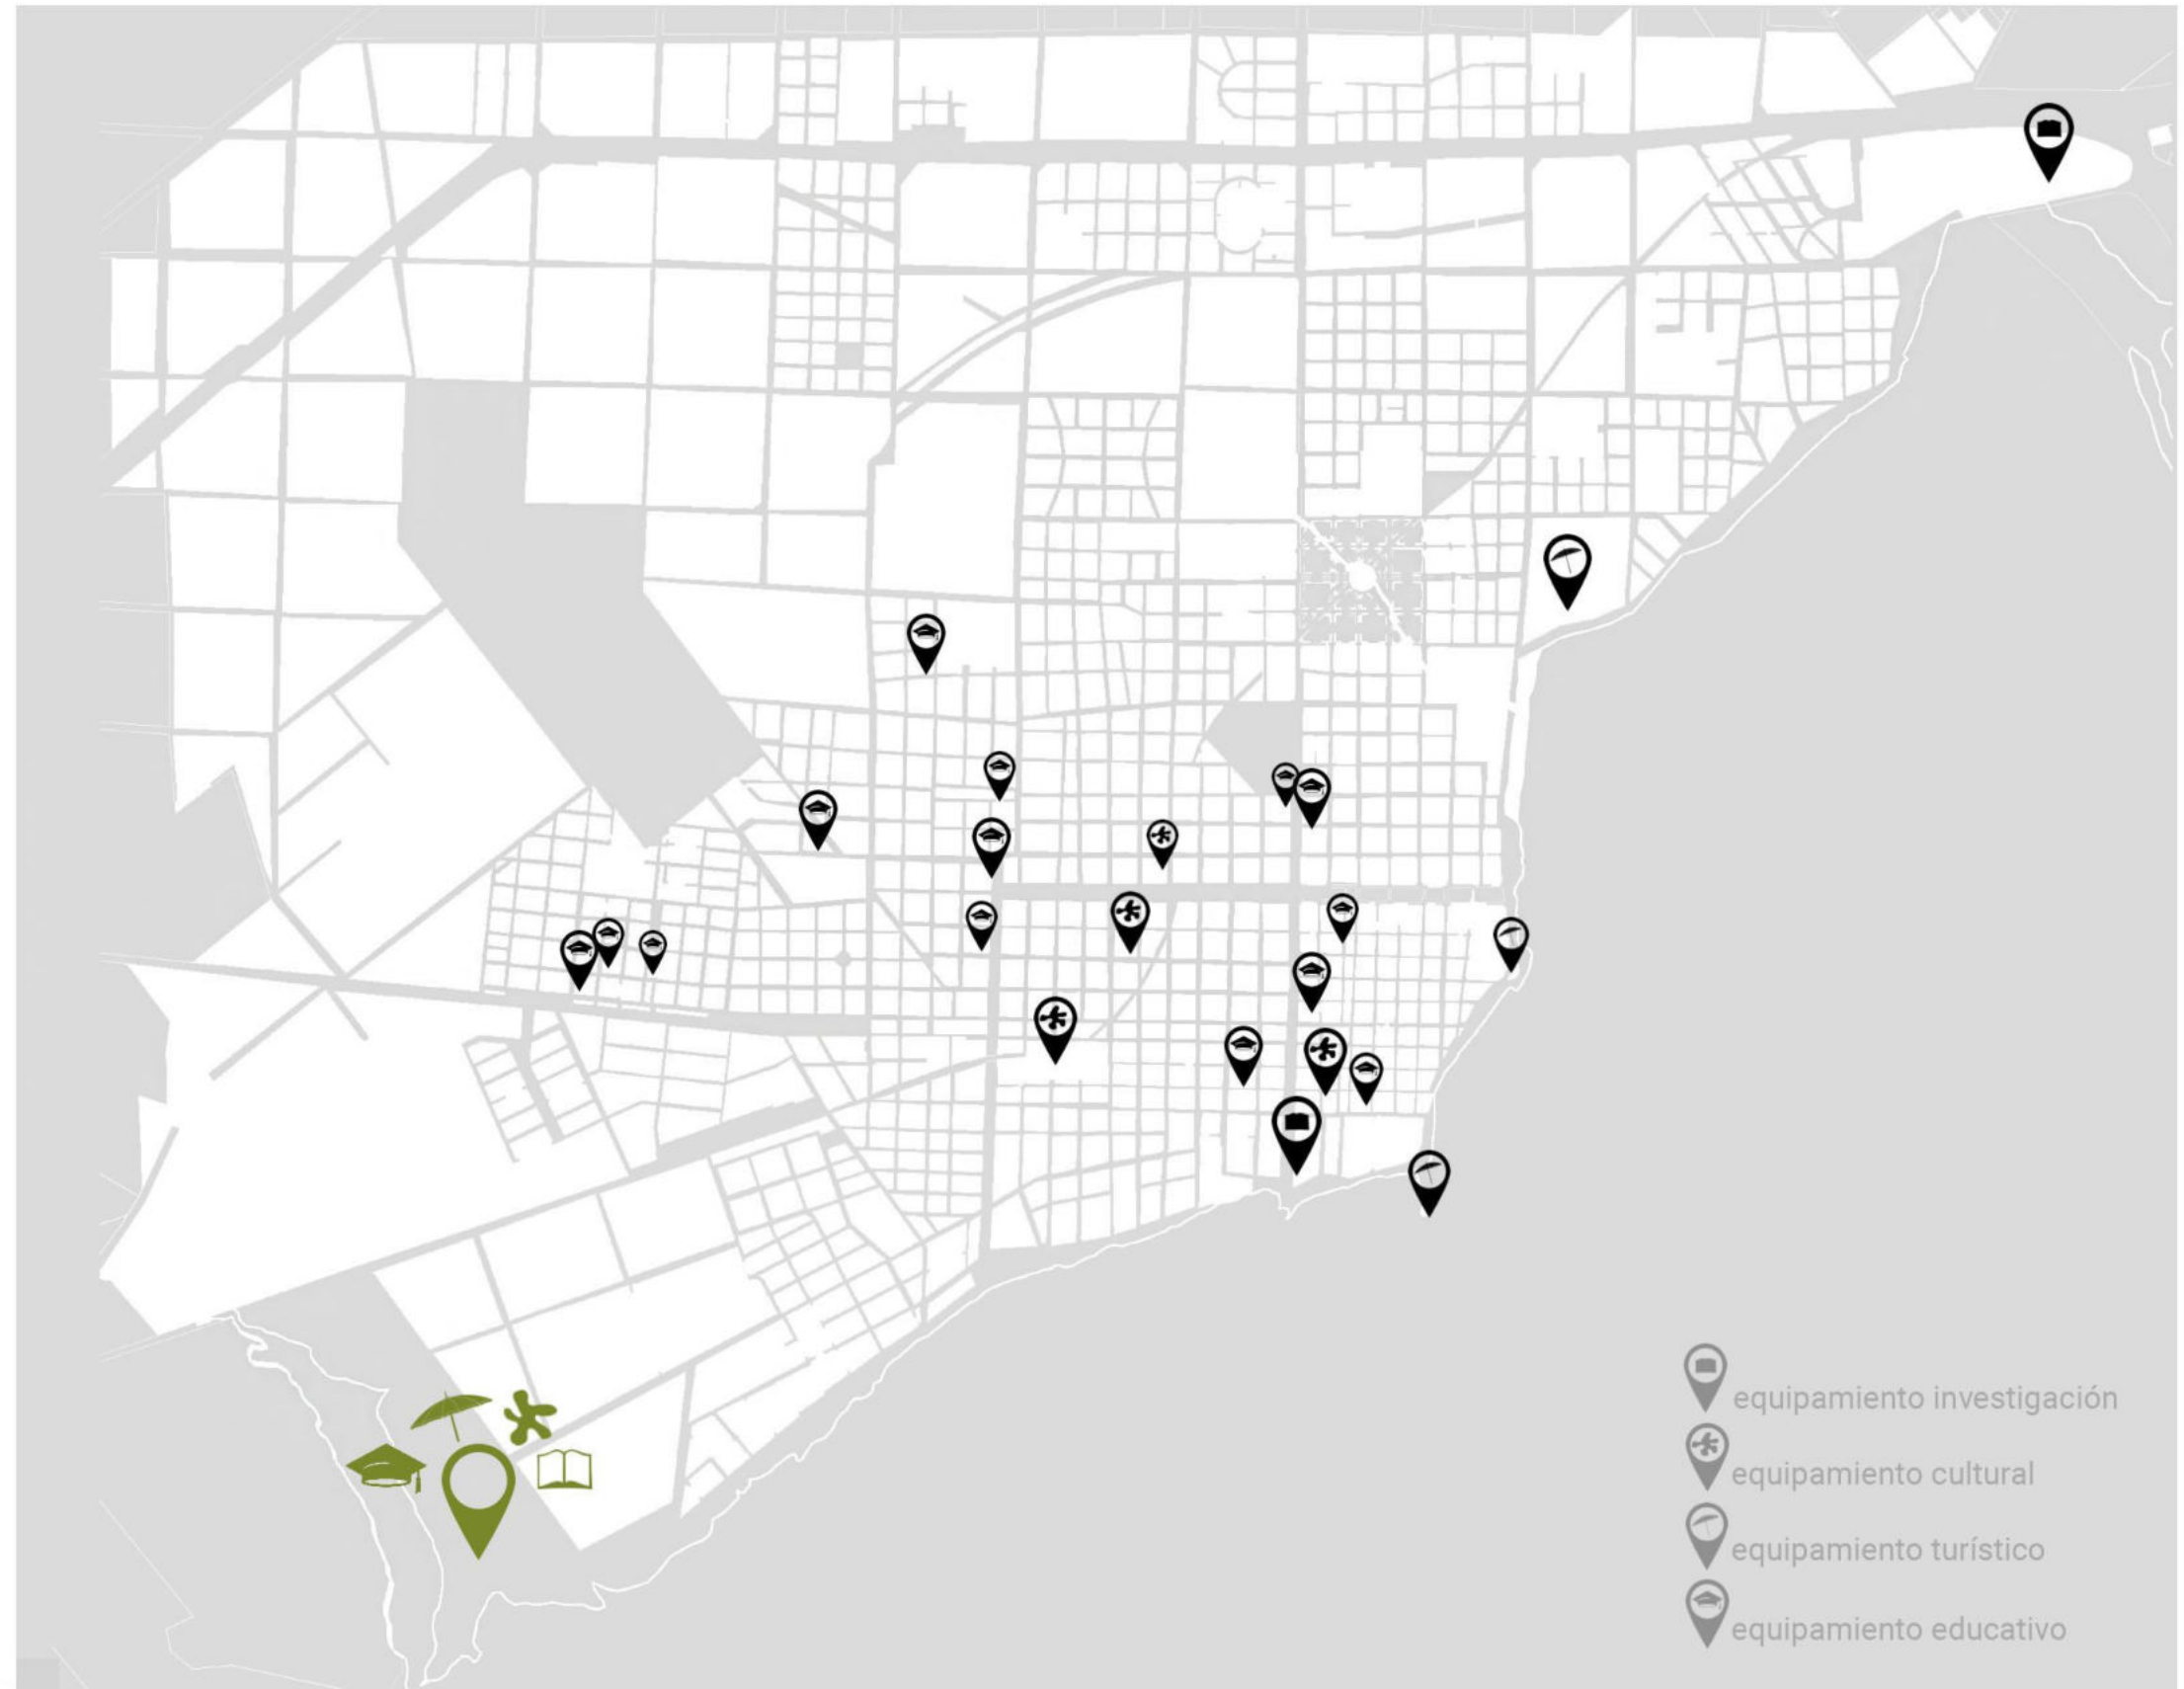 equipamiento investigación
equipamiento cultural
equipamiento turístico
equipamiento educativo